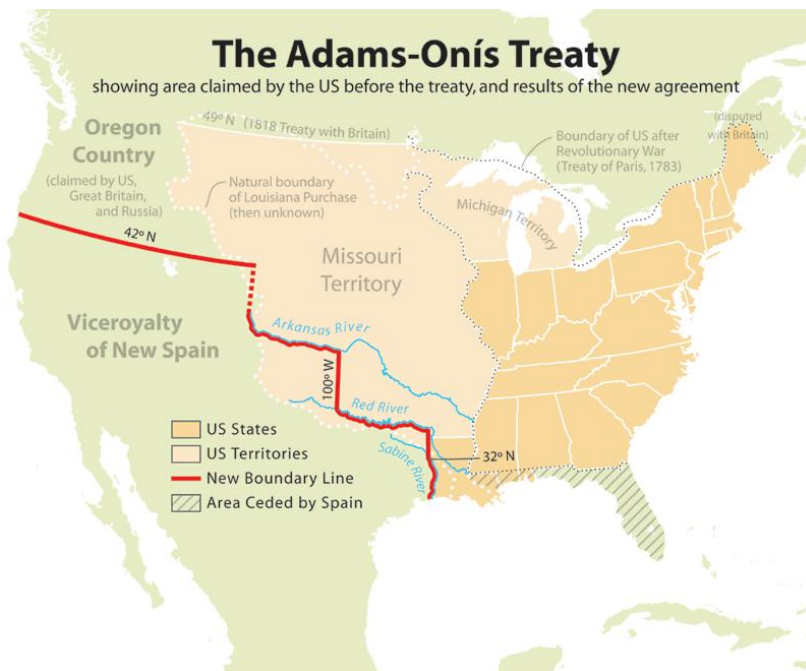 The Adams-Onís Treaty
showing area claimed by the US before the treaty, and results of the new agreement
49º N (1818 Treaty with Britain)
(disputed
with Britain)
Oregon
Country
(claimed by US,
Great Britain,
and Russia)
Boundary of US after
Revolutionary War
(Treaty of Paris, 1783)
Natural boundary
of Louisiana Purchase
(then unknown)
Michigan Territory
42º N
Missouri
Territory
Viceroyalty
of New Spain
Arkansas River
100º W
Red River
Sabine River
32º N
US States
US Territories
New Boundary Line
Area Ceded by Spain